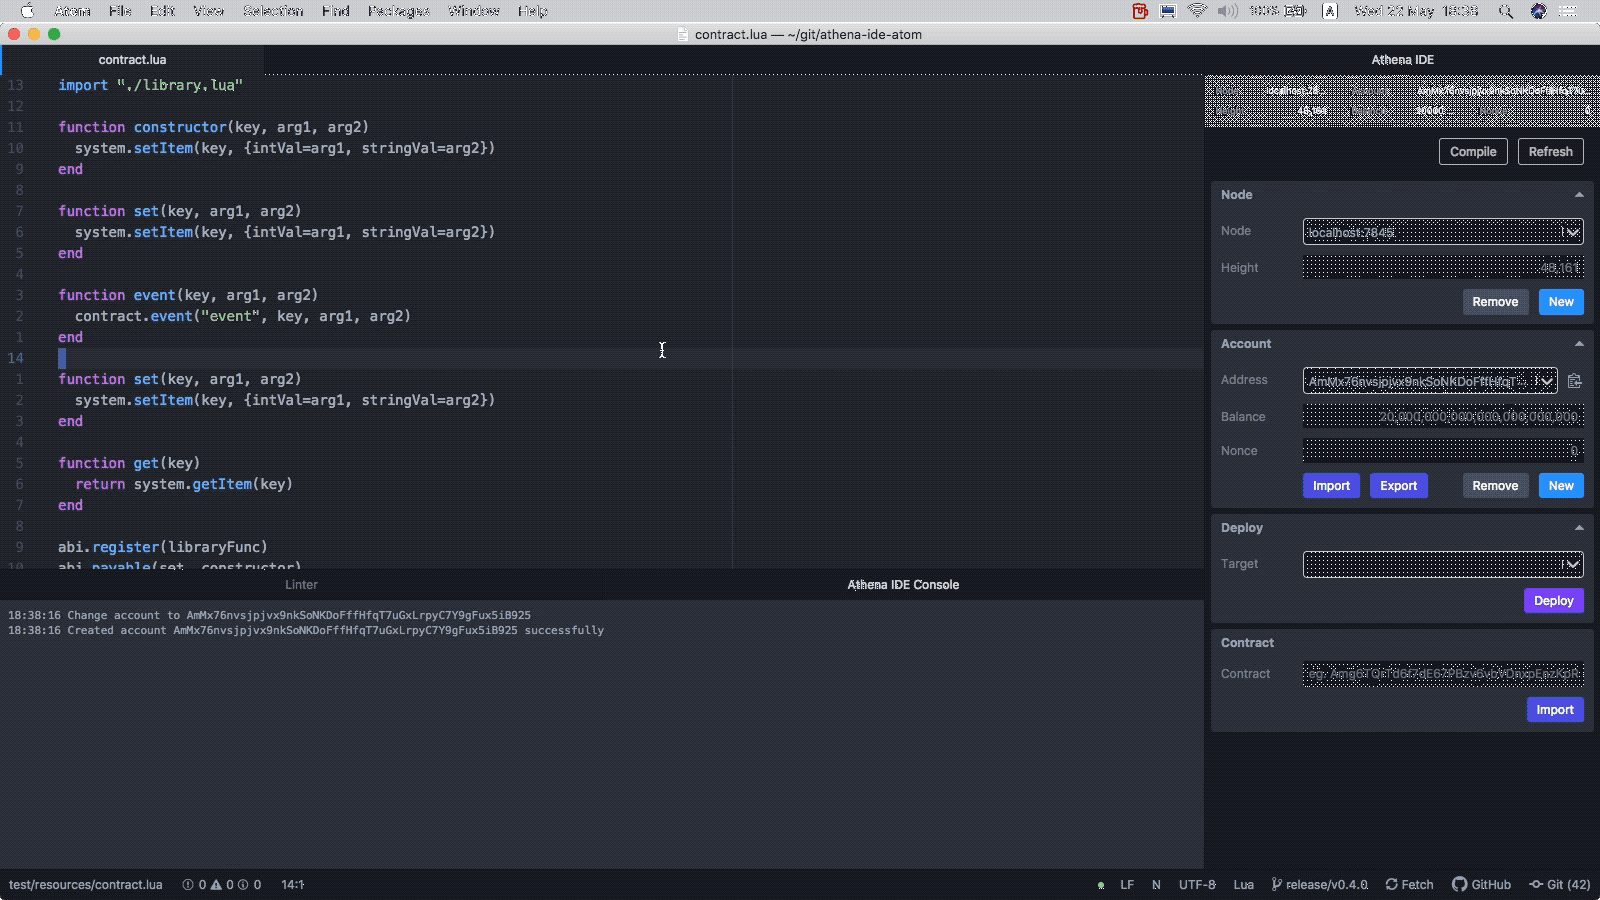 Atom File Edit View Selection Find Packages Window Help 100% A Wed 22 May 18:38
contract.lua — ~/git/athena-ide-atom
contract.lua
Athena IDE
13 import "./library.lua"
12
11 function constructor(key, arg1, arg2)
10 system.setItem(key, {intVal=arg1, stringVal=arg2})
9 end
8
7 function set(key, arg1, arg2)
6 system.setItem(key, {intVal=arg1, stringVal=arg2})
5 end
4
3 function event(key, arg1, arg2)
2 contract.event("event", key, arg1, arg2)
1 end
14
1 function set(key, arg1, arg2)
2 system.setItem(key, {intVal=arg1, stringVal=arg2})
3 end
4
5 function get(key)
6 return system.getItem(key)
7 end
8
9 abi.register(libraryFunc)
10 abi.payable(set, constructor)
Compile Refresh
Node
Node localhost:7845
Height 48,161
Remove New
Account
Address AmMx76nvsjpjvx9nkSoNKDoFffHfqT...
Balance 20,000,000,000,000,000,000,000
Nonce 0
Import Export Remove New
Deploy
Target
Deploy
Contract
Contract
Import
Linter
Athena IDE Console
18:38:16 Change account to AmMx76nvsjpjvx9nkSoNKDoFffHfqT7uGxLrpyC7Y9gFux5iB925
18:38:16 Created account AmMx76nvsjpjvx9nkSoNKDoFffHfqT7uGxLrpyC7Y9gFux5iB925 successfully
test/resources/contract.lua 0 0 0 14:1 LF N UTF-8 Lua release/v0.4.0 Fetch GitHub Git (42)